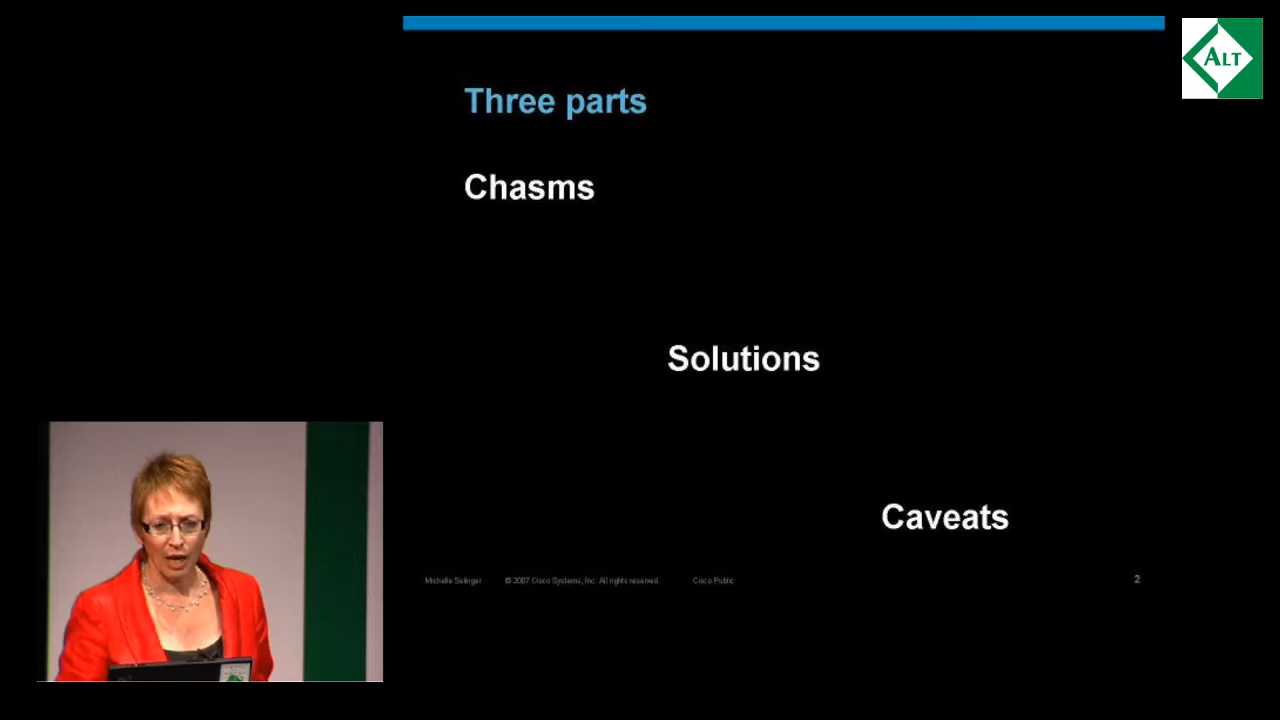 ALT
Three parts
Chasms
Solutions
Caveats
Michelle Selinger © 2007 Cisco Systems, Inc. All rights reserved. Cisco Public 2